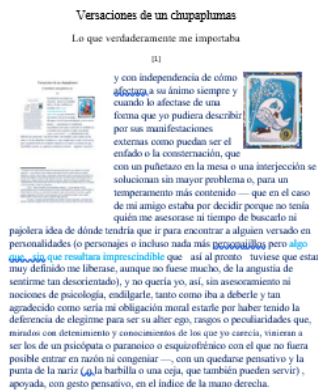 Versaciones de un chupaplumas
Lo que verdaderamente me importaba
[1]
y con independencia de cómo
afectara a su ánimo siempre y
cuando lo afectase de una
forma que yo pudiera describir
por sus manifestaciones
externas como puedan ser el
enfado o la consternación, que
con un puñetazo en la mesa o una interjección se
solucionan sin mayor problema o, para un
temperamento más contenido — que en el caso
de mi amigo estaba por decidir porque no tenía
quién me asesorase ni tiempo de buscarlo ni
pajolera idea de dónde tendría que ir para encontrar a alguien versado en
personalidades (o personajes o incluso nada más personajillos pero algo
que sin que resultara imprescindible que así al pronto tuviese que estar
muy definido me liberase, aunque no fuese mucho, de la angustia de
sentirme tan desorientado), y no quería yo, así, sin asesoramiento ni
nociones de psicología, endilgarle, tanto como iba a deberle y tan
agradecido como sería mi obligación moral estarle por haber tenido la
deferencia de elegirme para ser su alter ego, rasgos o peculiaridades que,
mirados con detenimiento y conocimientos de los que yo carecía, vinieran a
ser los de un psicópata o paranoico o esquizofrénico con el que no fuera
posible entrar en razón ni congeniar —, con un quedarse pensativo y la
punta de la nariz (o la barbilla o una ceja, que también pueden servir) ,
apoyada, con gesto pensativo, en el índice de la mano derecha.